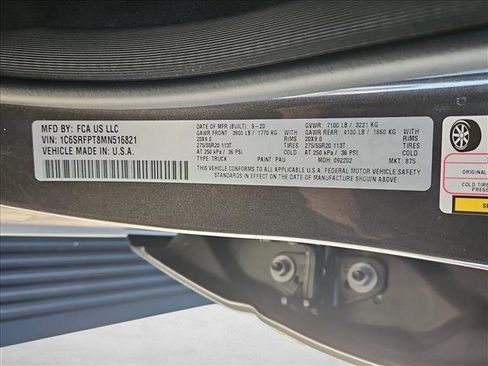 MFD BY: FCA US LLC
VIN: 1C6SRFPT8MN516821
VEHICLE MADE IN U.S.A.
DATE OF MFR (BUILT) 9-20
GAWR FRONT: 3900 LB / 1770 KG WITH
20X9.0 RIMS
275/55R20 113T TIRES
AT 250 kPa / 36 PSI COLD
TYPE: TRUCK PAINT: PAU
GVWR: 7100 LB / 3221 KG
GAWR REAR: 4100 LB / 1860 KG WITH
20X9.0 RIMS
275/55R20 113T TIRES
AT 250 kPa / 36 PSI COLD
MDH: 092202 MKT: 875
THIS VEHICLE CONFORMS TO ALL APPLICABLE U.S.A. FEDERAL MOTOR VEHICLE SAFETY
STANDARDS IN EFFECT ON THE DATE OF MANUFACTURE SHOWN ABOVE.
ORIGINAL
COLD TIRE